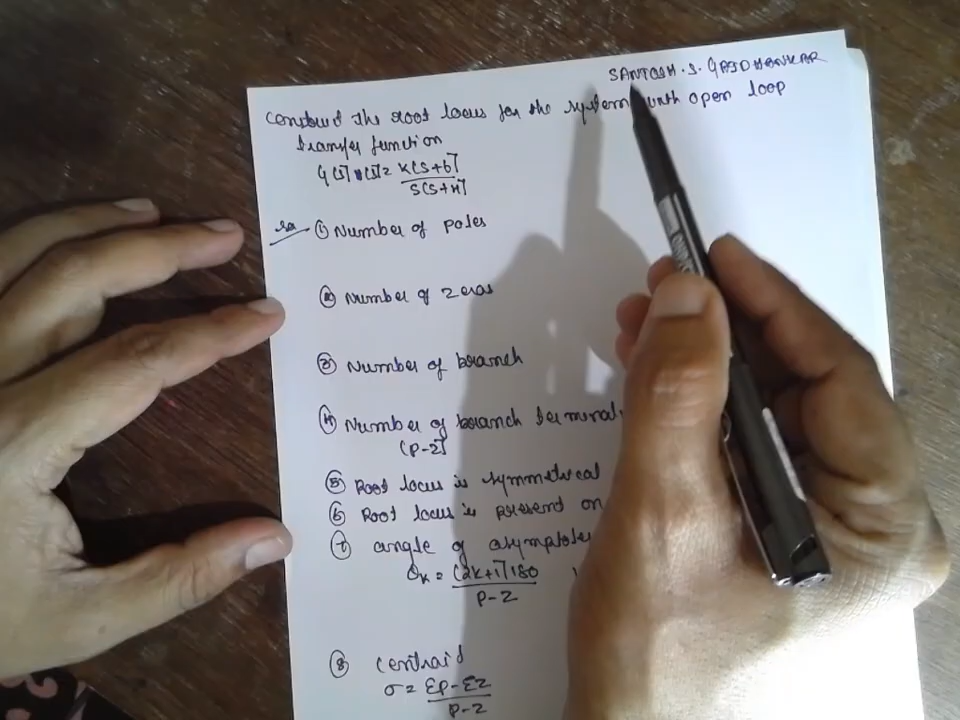 SANTOSH.S. GAJDHANKAR
construct the root locus for the system with open loop
transfer function
G(s) H(s) = K(s+6)
s(s+4)
① Number of poles
② Number of zeros
③ Number of branch
④ Number of branch terminat
(P-Z)
⑤ Root locus is symmetrical
⑥ Root locus is present on
⑦ angle of asymptotes
θk = (2k+1)180
P-Z
⑧ Centroid
σ = ΣP-ΣZ
P-Z